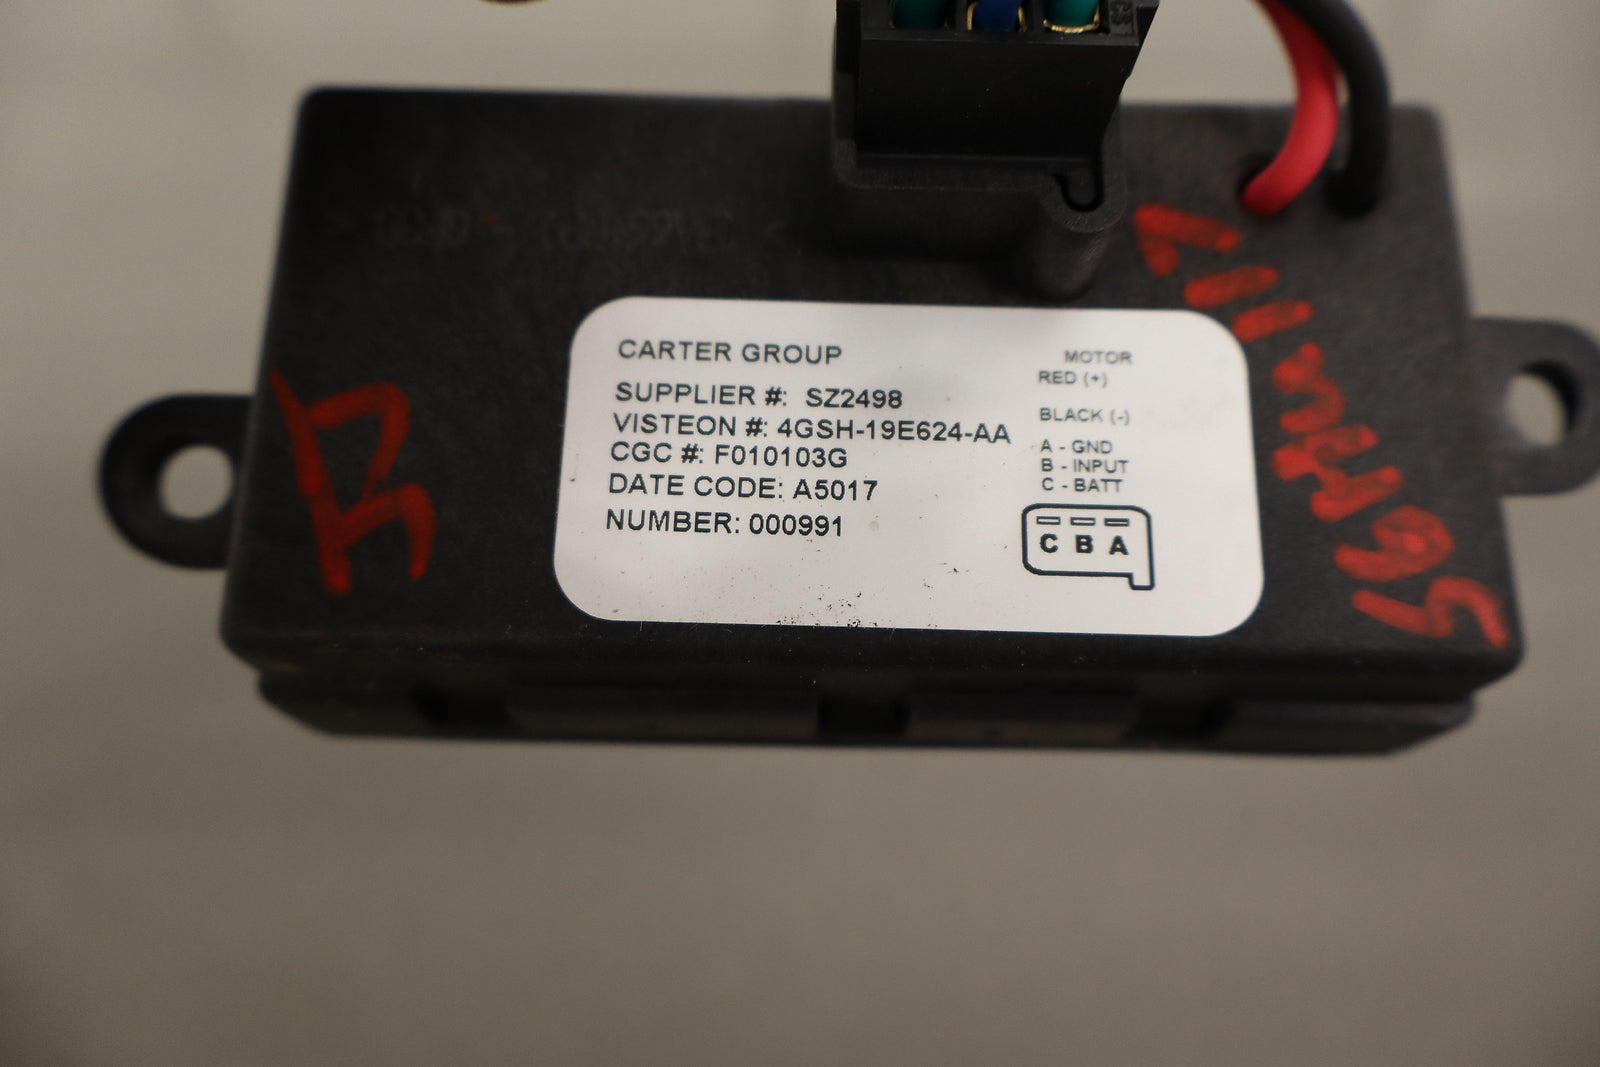 CARTER GROUP
SUPPLIER #: SZ2498
VISTEON #: 4GSH-19E624-AA
CGC #: F010103G
DATE CODE: A5017
NUMBER: 000991
MOTOR
RED (+)
BLACK (-)
A - GND
B - INPUT
C - BATT
C B A
R